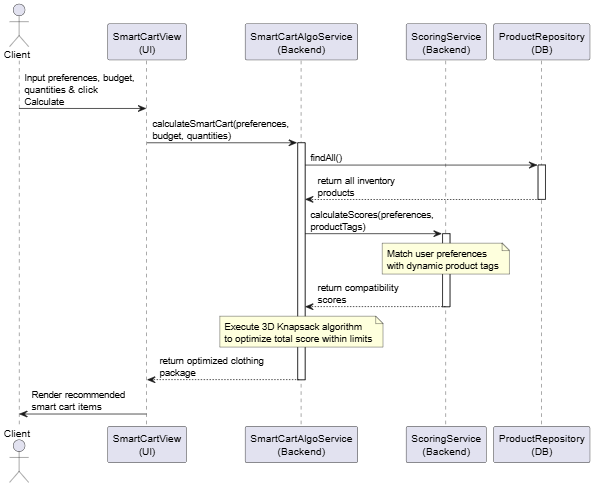 Client
SmartCartView
(UI)
SmartCartAlgoService
(Backend)
ScoringService
(Backend)
ProductRepository
(DB)
Input preferences, budget,
quantities & click
Calculate
calculateSmartCart(preferences,
budget, quantities)
findAll()
return all inventory
products
calculateScores(preferences,
productTags)
Match user preferences
with dynamic product tags
return compatibility
scores
Execute 3D Knapsack algorithm
to optimize total score within limits
return optimized clothing
package
Render recommended
smart cart items
Client
SmartCartView
(UI)
SmartCartAlgoService
(Backend)
ScoringService
(Backend)
ProductRepository
(DB)